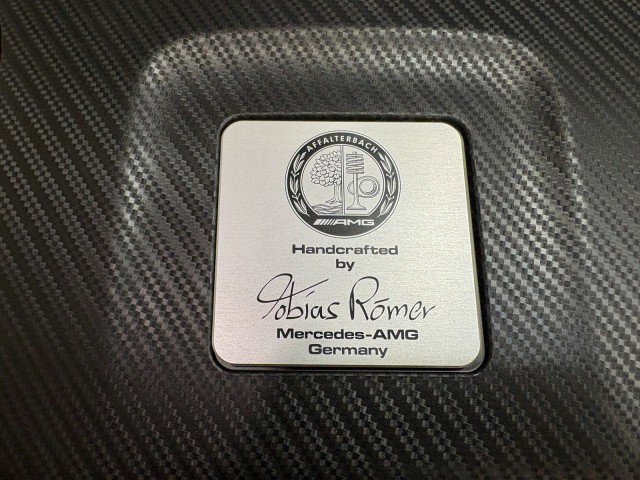 AFFALTERBACH
AMG
Handcrafted
by
Tobias Römer
Mercedes-AMG
Germany